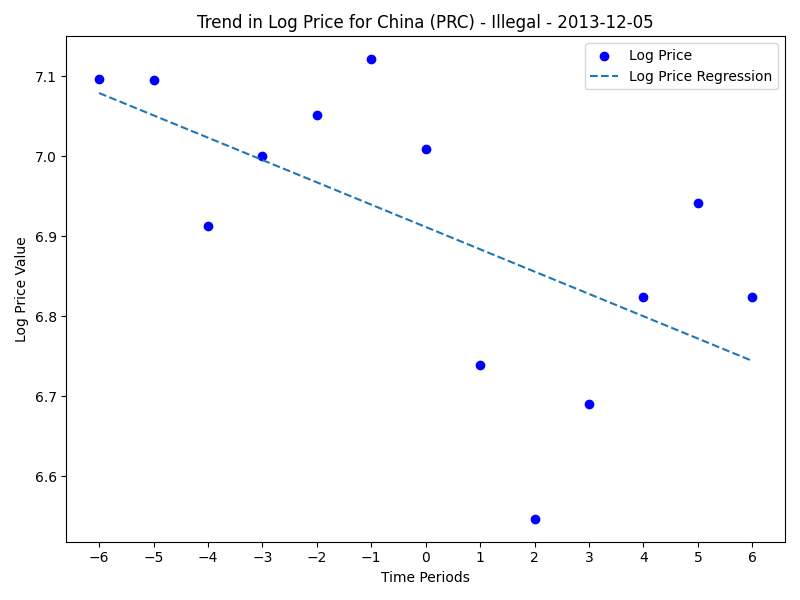 Trend in Log Price for China (PRC) - Illegal - 2013-12-05
Log Price
Log Price Regression
7.1
7.0
6.9
6.8
6.7
6.6
Log Price Value
−6 −5 −4 −3 −2 −1 0 1 2 3 4 5 6
Time Periods